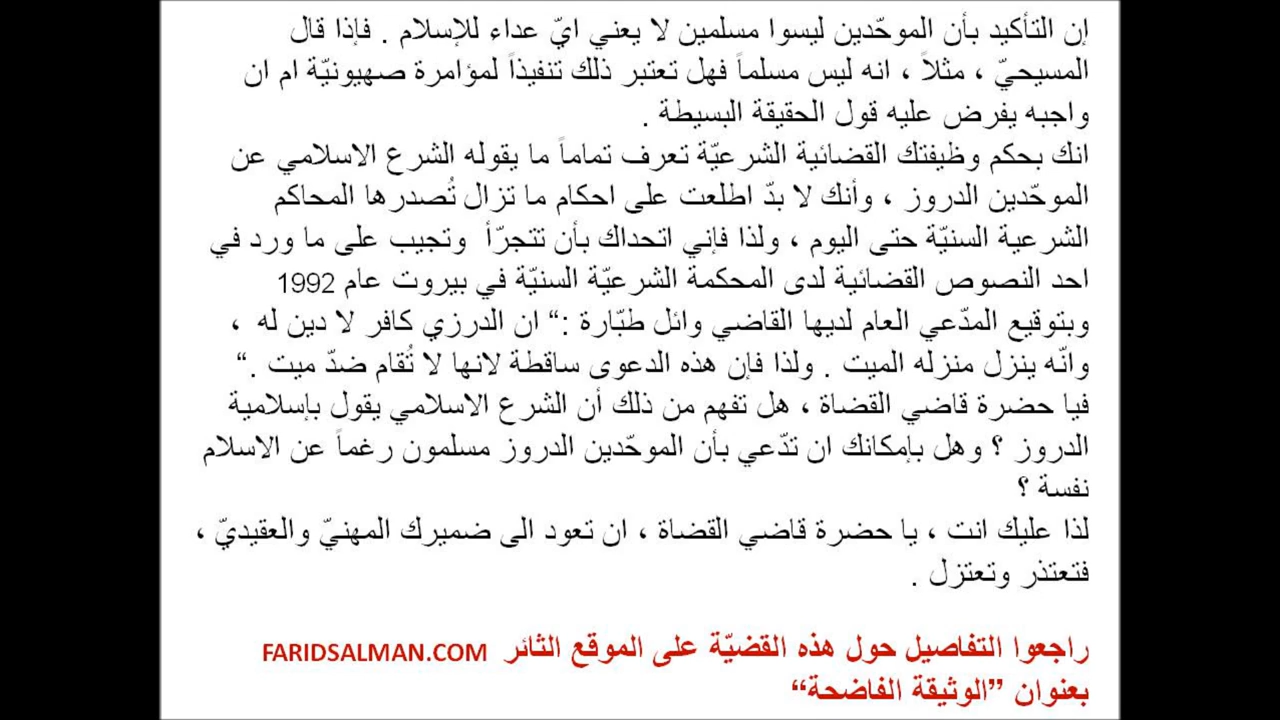 إن التأكيد بأن الموحّدين ليسوا مسلمين لا يعني ايّ عداء للإسلام . فإذا قال
المسيحيّ ، مثلاً ، انه ليس مسلماً فهل تعتبر ذلك تنفيذاً لمؤامرة صهيونيّة ام ان
واجبه يفرض عليه قول الحقيقة البسيطة .
انك بحكم وظيفتك القضائية الشرعيّة تعرف تماماً ما يقوله الشرع الاسلامي عن
الموحّدين الدروز ، وأنك لا بدّ اطلعت على احكام ما تزال تُصدرها المحاكم
الشرعية السنيّة حتى اليوم ، ولذا فإني اتحداك بأن تتجرّأ وتجيب على ما ورد في
احد النصوص القضائية لدى المحكمة الشرعيّة السنيّة في بيروت عام 1992
وبتوقيع المدّعي العام لديها القاضي وائل طبّارة :“ ان الدرزي كافر لا دين له ،
وانّه ينزل منزله الميت . ولذا فإن هذه الدعوى ساقطة لانها لا تُقام ضدّ ميت .“
فيا حضرة قاضي القضاة ، هل تفهم من ذلك أن الشرع الاسلامي يقول بإسلامية
الدروز ؟ وهل بإمكانك ان تدّعي بأن الموحّدين الدروز مسلمون رغماً عن الاسلام
نفسة ؟
لذا عليك انت ، يا حضرة قاضي القضاة ، ان تعود الى ضميرك المهنيّ والعقيديّ ،
فتعتذر وتعتزل .
راجعوا التفاصيل حول هذه القضيّة على الموقع الثائر FARIDSALMAN.COM
بعنوان ”الوثيقة الفاضحة“